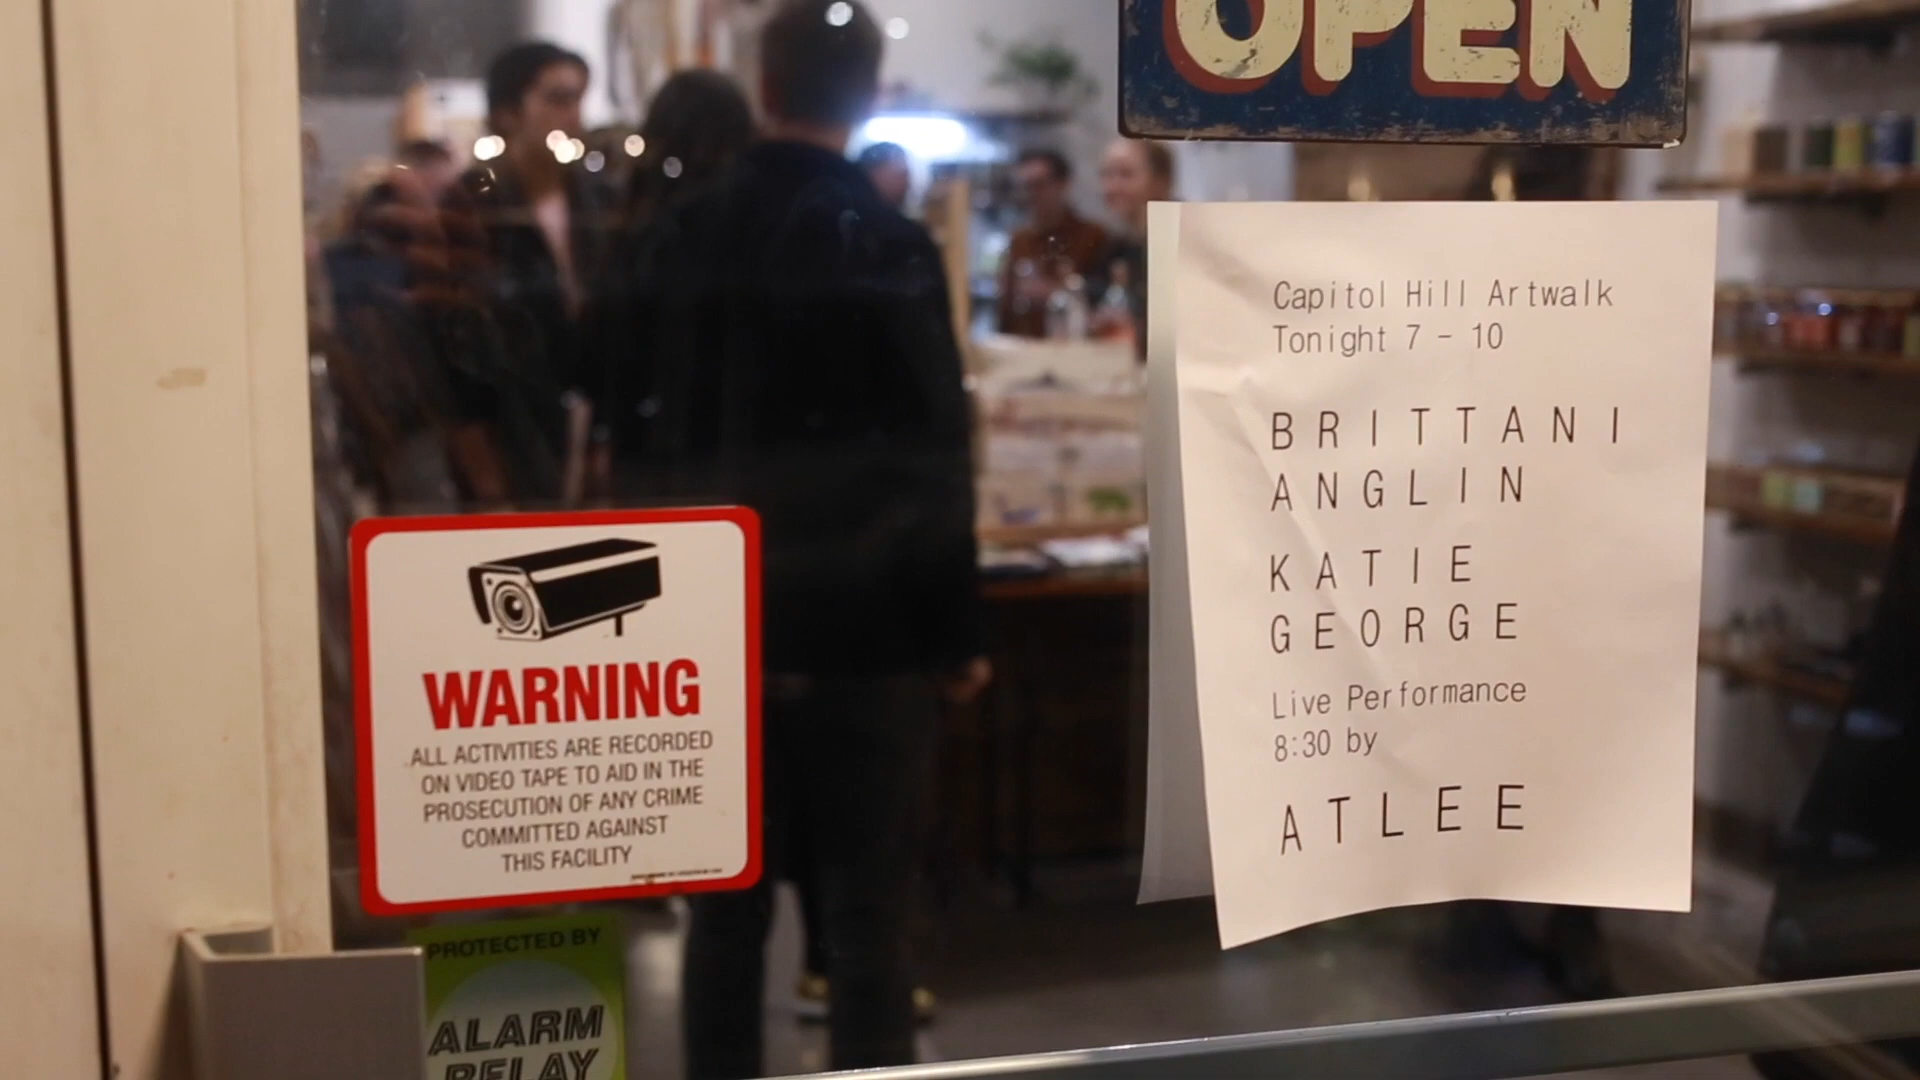 OPEN
Capitol Hill Artwalk
Tonight 7 - 10
BRITTANI
ANGLIN
KATIE
GEORGE
Live Performance
8:30 by
ATLEE
WARNING
ALL ACTIVITIES ARE RECORDED
ON VIDEO TAPE TO AID IN THE
PROSECUTION OF ANY CRIME
COMMITTED AGAINST
THIS FACILITY
PROTECTED BY
ALARM
RELAY